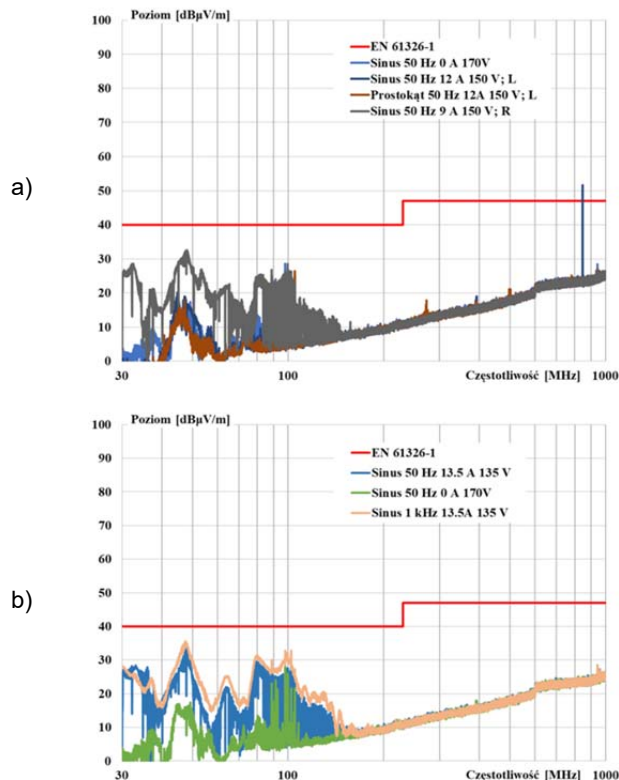 a)
Poziom [dBµV/m]
100
90
80
70
60
50
40
30
20
10
0
EN 61326-1
Sinus 50 Hz 0 A 170V
Sinus 50 Hz 12 A 150 V; L
Prostokąt 50 Hz 12A 150 V; L
Sinus 50 Hz 9 A 150 V; R
Częstotliwość [MHz]
30 100 1000
b)
Poziom [dBµV/m]
100
90
80
70
60
50
40
30
20
10
0
EN 61326-1
Sinus 50 Hz 13.5 A 135 V
Sinus 50 Hz 0 A 170V
Sinus 1 kHz 13.5A 135 V
Częstotliwość [MHz]
30 100 1000